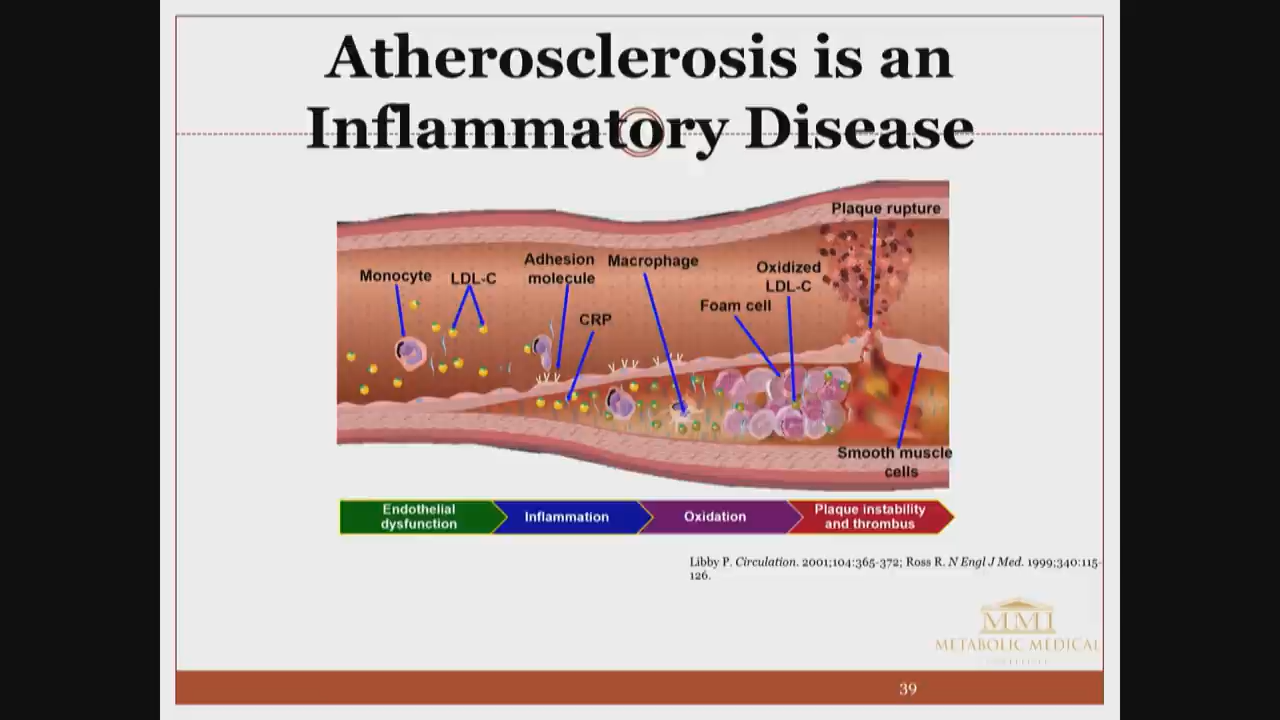 Atherosclerosis is an
Inflammatory Disease
Plaque rupture
Monocyte
LDL-C
Adhesion
molecule
Macrophage
Oxidized
LDL-C
Foam cell
CRP
Smooth muscle
cells
Endothelial
dysfunction
Inflammation
Oxidation
Plaque instability
and thrombus
Libby P. Circulation. 2001;104:365-372; Ross R. N Engl J Med. 1999;340:115-
126.
MMI
METABOLIC MEDICAL
39